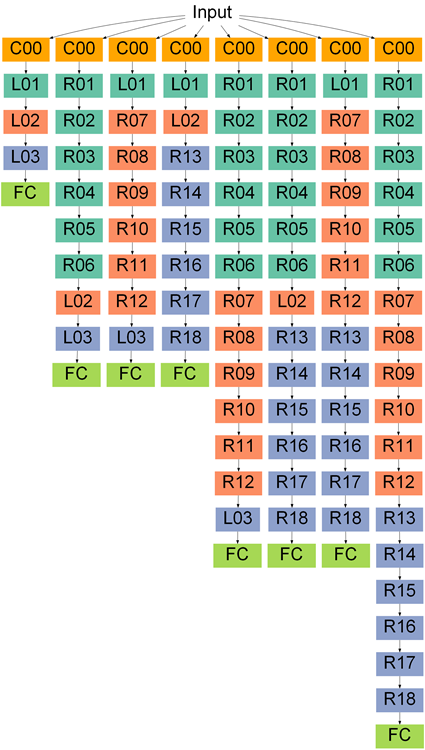 Input
C00 C00 C00 C00 C00 C00 C00 C00
L01 R01 L01 L01 R01 R01 L01 R01
L02 R02 R07 L02 R02 R02 R07 R02
L03 R03 R08 R13 R03 R03 R08 R03
FC R04 R09 R14 R04 R04 R09 R04
R05 R10 R15 R05 R05 R10 R05
R06 R11 R16 R06 R06 R11 R06
L02 R12 R17 R07 L02 R12 R07
L03 L03 R18 R08 R13 R13 R08
FC FC FC R09 R14 R14 R09
R10 R15 R15 R10
R11 R16 R16 R11
R12 R17 R17 R12
L03 R18 R18 R13
FC FC FC R14
R15
R16
R17
R18
FC